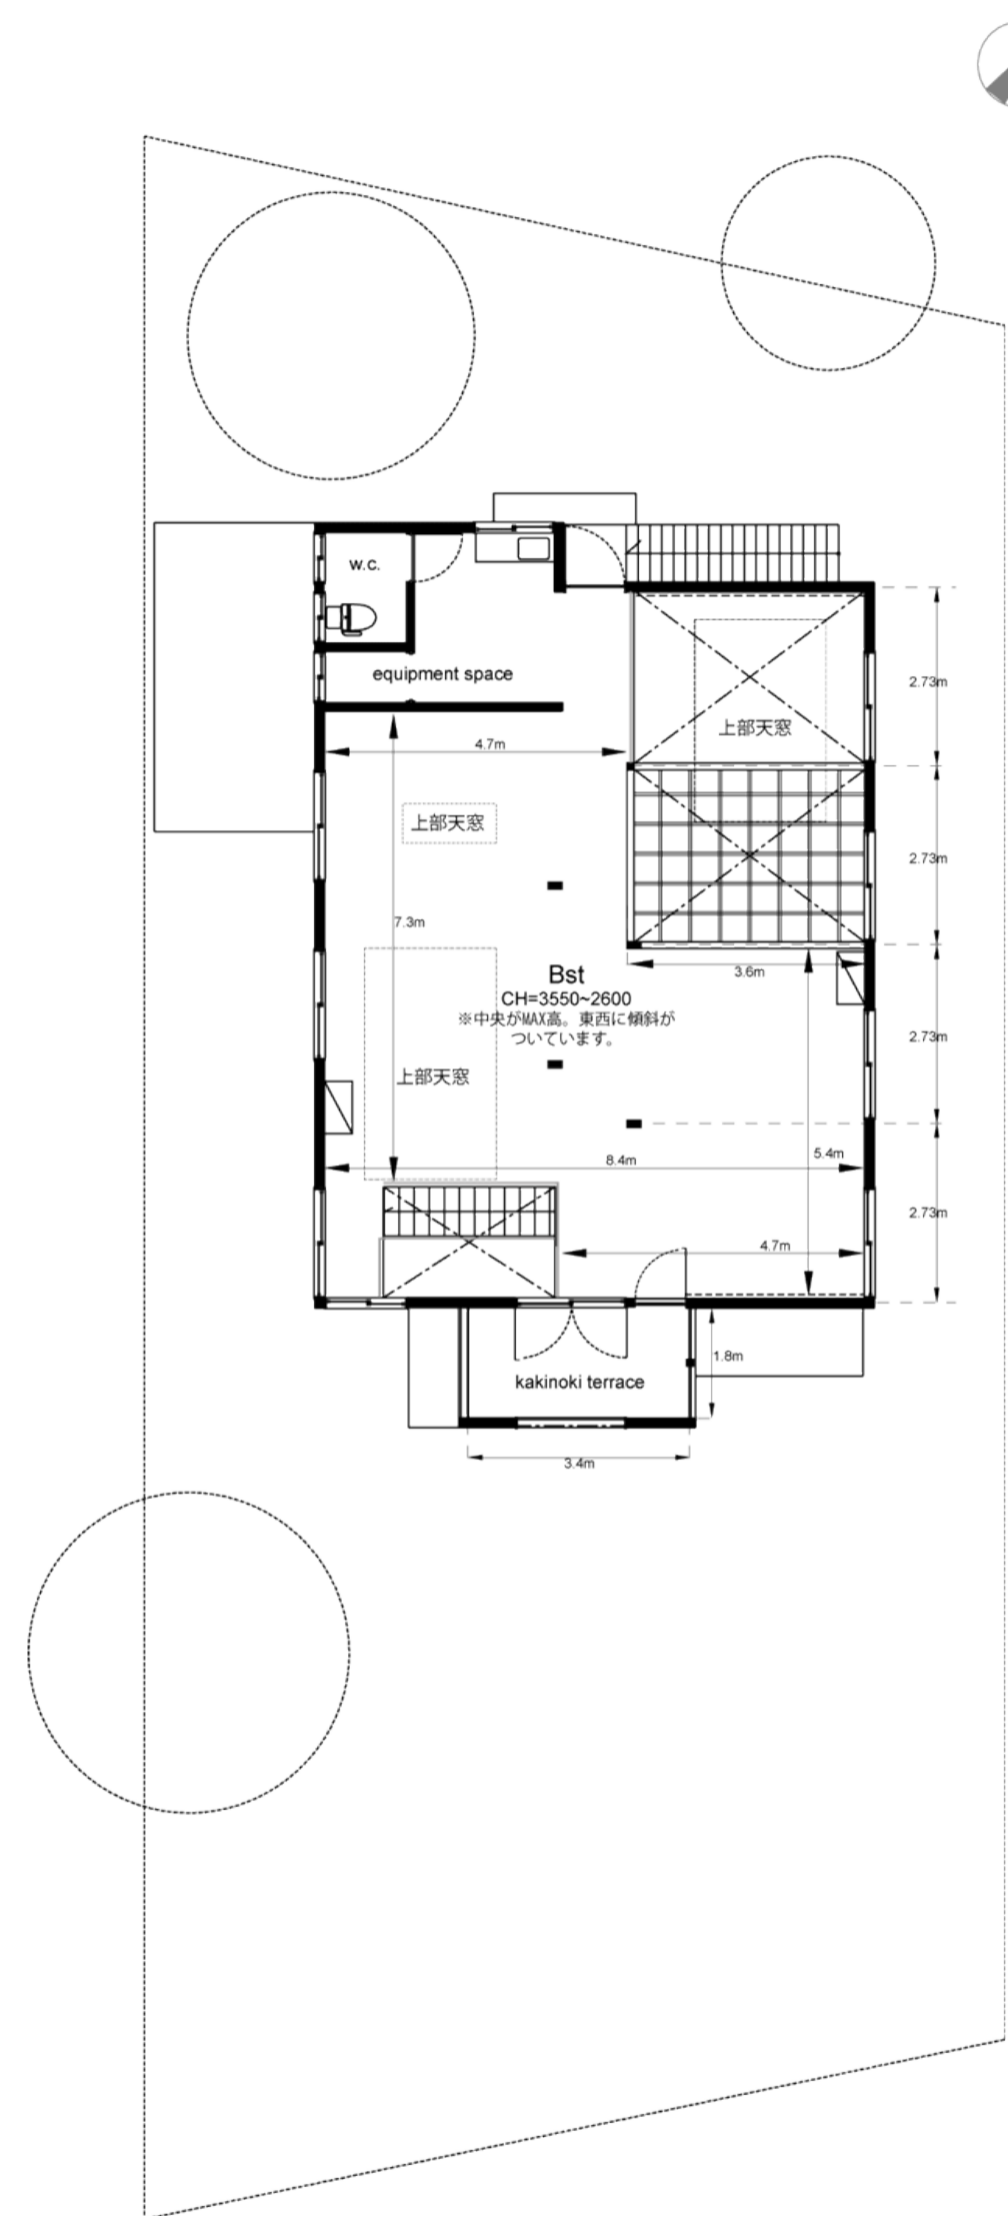 w.c.
equipment space
2.73m
上部天窓
4.7m
上部天窓
2.73m
7.3m
3.6m
Bst
CH=3550~2600
※中央がMAX高。東西に傾斜が
ついています。
2.73m
上部天窓
8.4m
5.4m
2.73m
4.7m
1.8m
kakinoki terrace
3.4m